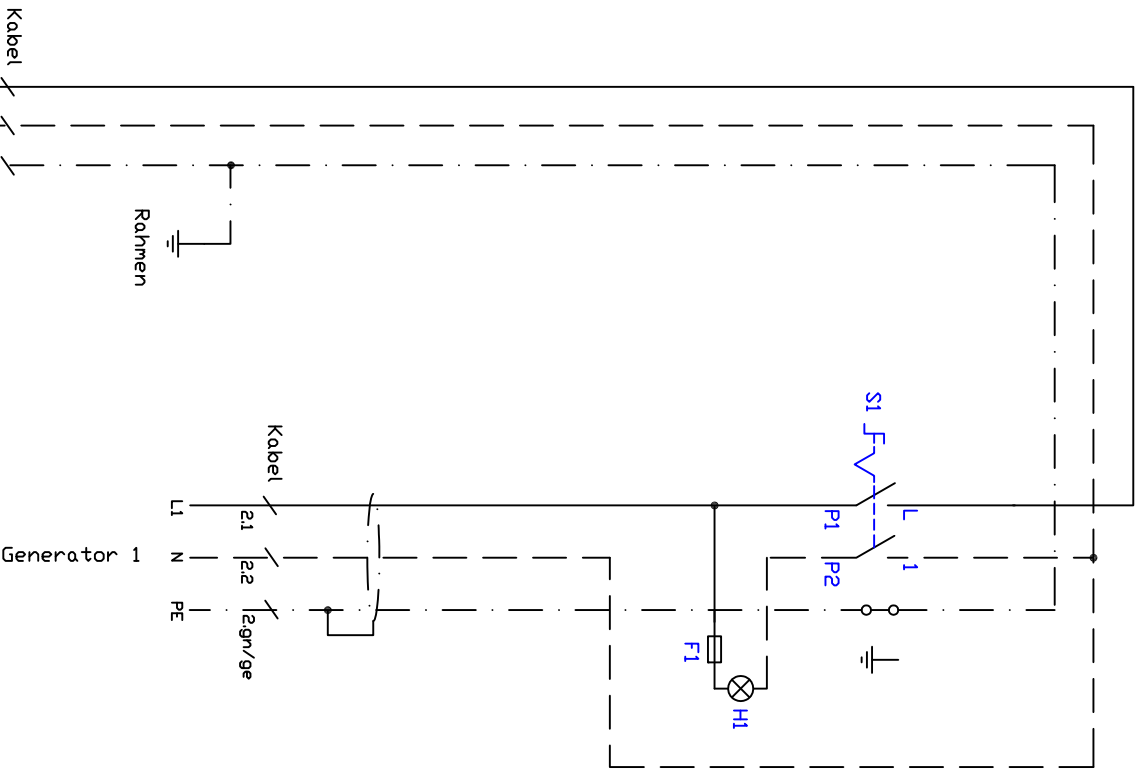 Kabel
Rahmen
S1
Kabel
L1
2.1
P1
L
Generator 1
N
2.2
P2
1
PE
2.gn/ge
F1
H1